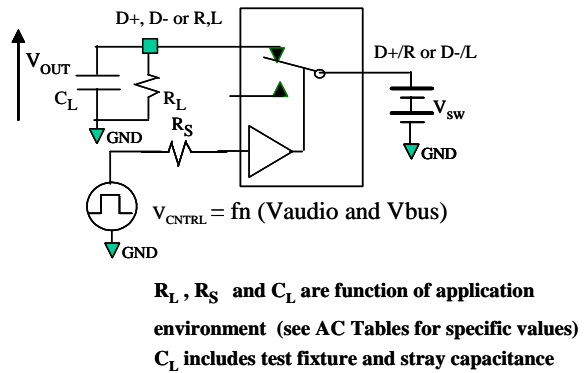 D+, D- or R,L
V_OUT
C_L
R_L
GND
R_S
D+/R or D-/L
V_sw
GND
V_CNTRL = fn (Vaudio and Vbus)
GND
R_L , R_S and C_L are function of application
environment (see AC Tables for specific values)
C_L includes test fixture and stray capacitance